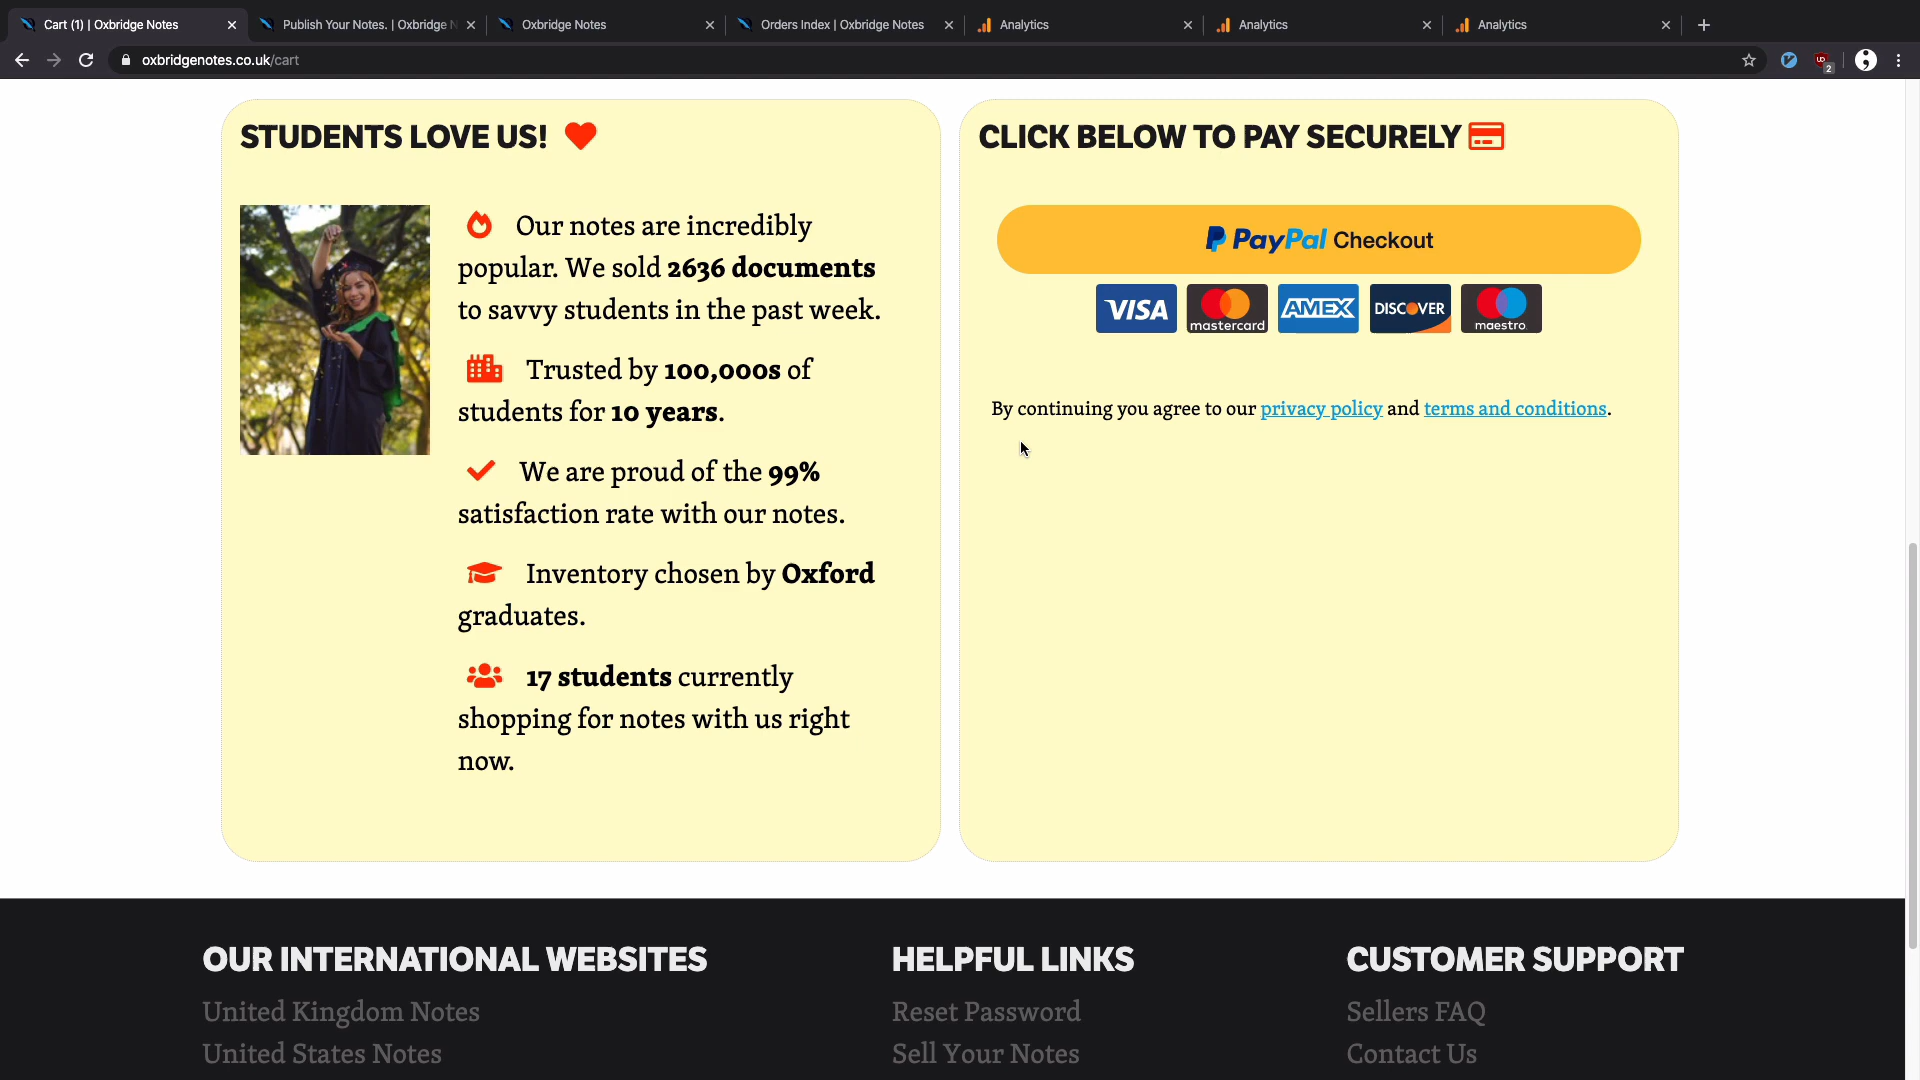 Cart (1) | Oxbridge Notes
Publish Your Notes. | Oxbridge N
Oxbridge Notes
Orders Index | Oxbridge Notes
Analytics
Analytics
Analytics
oxbridgenotes.co.uk/cart
2
STUDENTS LOVE US!
Our notes are incredibly
popular. We sold 2636 documents
to savvy students in the past week.
Trusted by 100,000s of
students for 10 years.
We are proud of the 99%
satisfaction rate with our notes.
Inventory chosen by Oxford
graduates.
17 students currently
shopping for notes with us right
now.
CLICK BELOW TO PAY SECURELY
PayPal Checkout
VISA mastercard AMEX DISCOVER maestro
By continuing you agree to our privacy policy and terms and conditions.
OUR INTERNATIONAL WEBSITES
United Kingdom Notes
United States Notes
HELPFUL LINKS
Reset Password
Sell Your Notes
CUSTOMER SUPPORT
Sellers FAQ
Contact Us